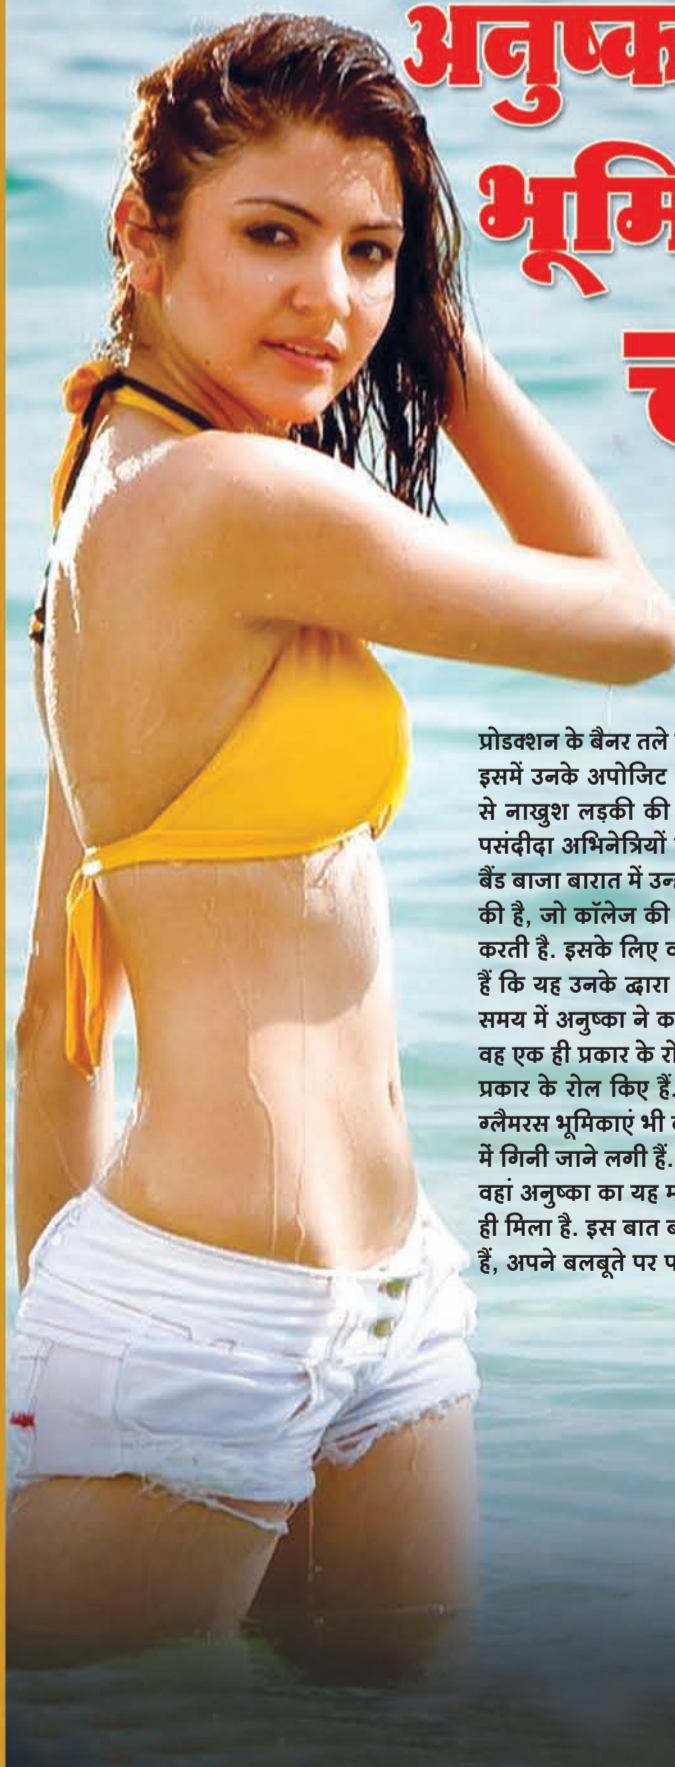 अनुष्क
भूमि
च
प्रोडक्शन के बैनर तले
इसमें उनके अपोजिट
से नाखुश लड़की की
पसंदीदा अभिनेत्रियों
बैंड बाजा बारात में उन्ह
की है, जो कॉलेज की
करती है. इसके लिए व
हैं कि यह उनके द्वारा
समय में अनुष्का ने क
वह एक ही प्रकार के रो
प्रकार के रोल किए हैं.
ग्लैमरस भूमिकाएं भी
में गिनी जाने लगी हैं.
वहां अनुष्का का यह म
ही मिला है. इस बात ब
हैं, अपने बलबूते पर प